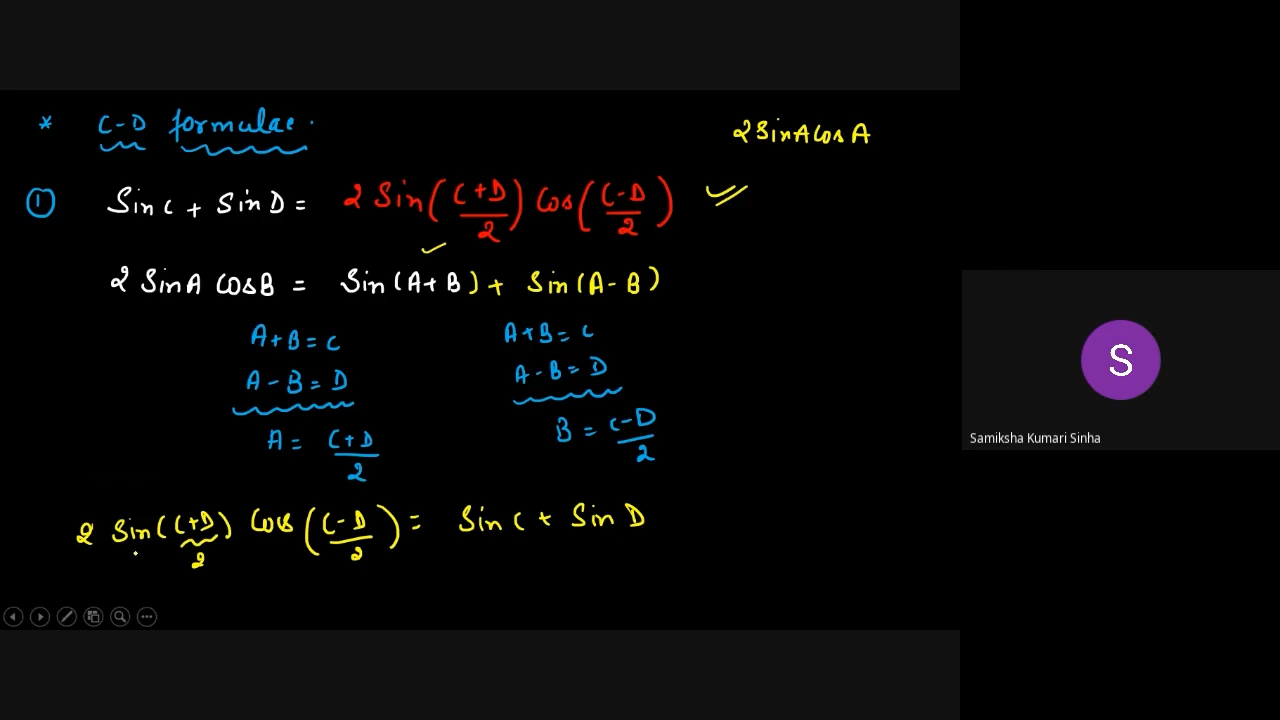 * C-D formulae.
2 Sin A Cos A
① Sin C + Sin D = 2 Sin(C+D/2) Cos(C-D/2)
2 Sin A Cos B = Sin(A+B) + Sin(A-B)
A+B = C
A-B = D
A = C+D/2
A+B = C
A-B = D
B = C-D/2
2 Sin(C+D/2) Cos(C-D/2) = Sin C + Sin D
S
Samiksha Kumari Sinha